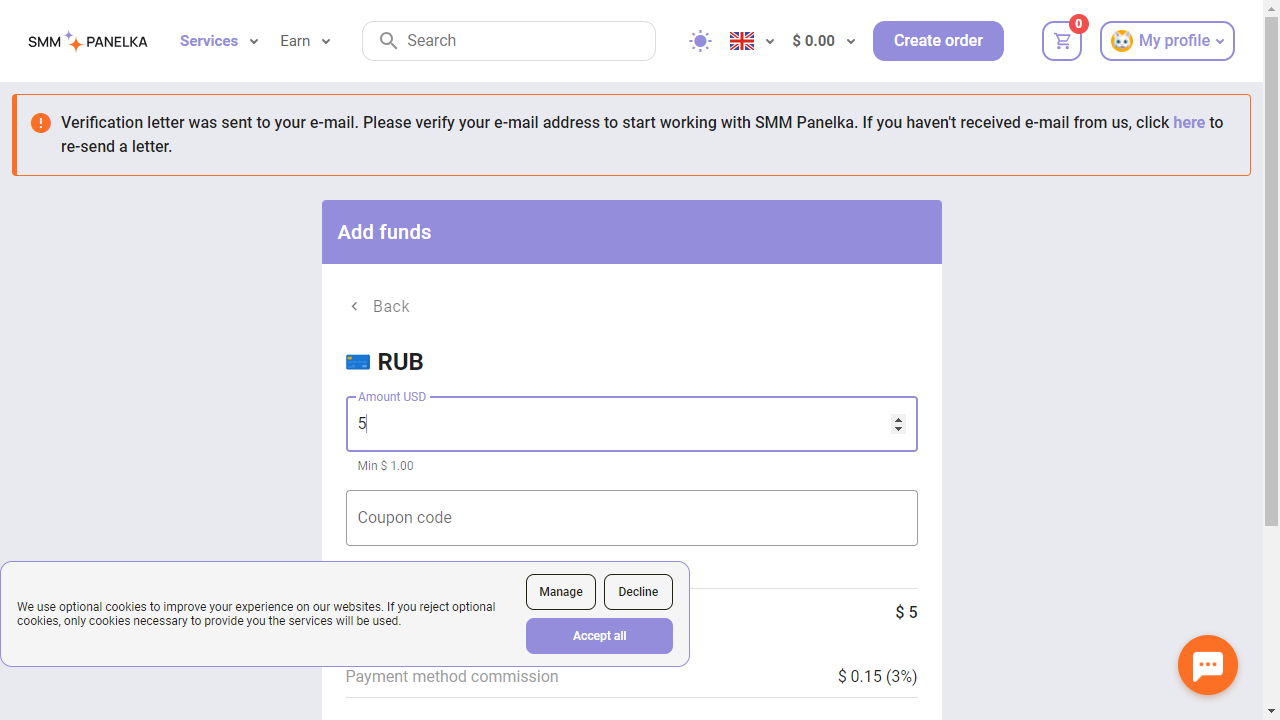 SMM PANELKA
Services
Earn
Search
$ 0.00
Create order
0
My profile
Verification letter was sent to your e-mail. Please verify your e-mail address to start working with SMM Panelka. If you haven't received e-mail from us, click here to
re-send a letter.
Add funds
Back
RUB
Amount USD
5
Min $ 1.00
Coupon code
$ 5
We use optional cookies to improve your experience on our websites. If you reject optional
cookies, only cookies necessary to provide you the services will be used.
Manage
Decline
Accept all
Payment method commission
$ 0.15 (3%)